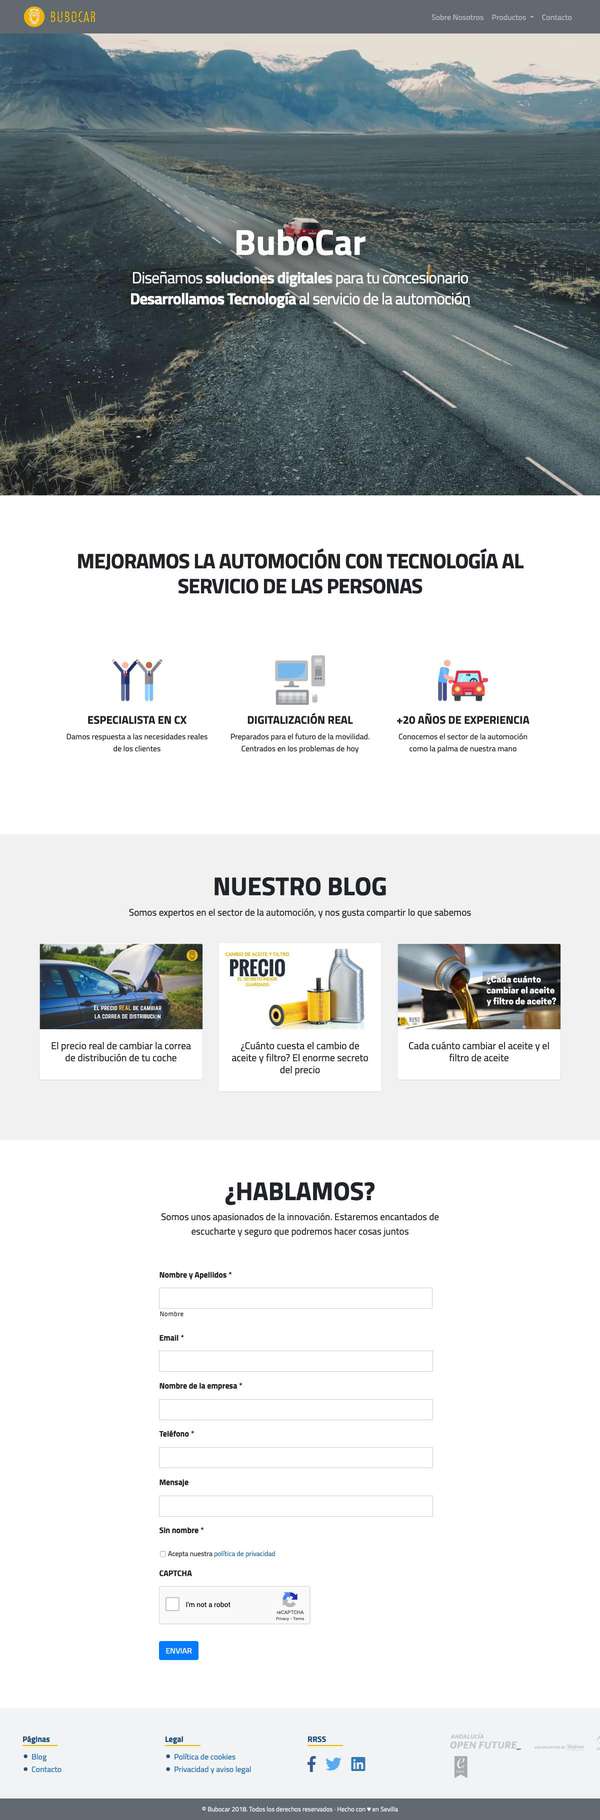 BUBOCAR
Sobre Nosotros Productos Contacto
BuboCar
Diseñamos soluciones digitales para tu concesionario
Desarrollamos Tecnología al servicio de la automoción
MEJORAMOS LA AUTOMOCIÓN CON TECNOLOGÍA AL
SERVICIO DE LAS PERSONAS
ESPECIALISTA EN CX
Damos respuesta a las necesidades reales
de los clientes
DIGITALIZACIÓN REAL
Preparados para el futuro de la movilidad.
Centrados en los problemas de hoy
+20 AÑOS DE EXPERIENCIA
Conocemos el sector de la automoción
como la palma de nuestra mano
NUESTRO BLOG
Somos expertos en el sector de la automoción, y nos gusta compartir lo que sabemos
EL PRECIO REAL DE CAMBIAR
LA CORREA DE DISTRIBUCIÓN
El precio real de cambiar la correa
de distribución de tu coche
CAMBIO DE ACEITE Y FILTRO
PRECIO
¿Cuánto cuesta el cambio de
aceite y filtro? El enorme secreto
del precio
¿Cada cuánto
cambiar el aceite
y filtro de aceite?
Cada cuánto cambiar el aceite y el
filtro de aceite
¿HABLAMOS?
Somos unos apasionados de la innovación. Estaremos encantados de
escucharte y seguro que podremos hacer cosas juntos
Nombre y Apellidos *
Nombre
Email *
Nombre de la empresa *
Teléfono *
Mensaje
Sin nombre *
Acepta nuestra política de privacidad
CAPTCHA
I'm not a robot
reCAPTCHA
Privacy - Terms
ENVIAR
Páginas
Blog
Contacto
Legal
Política de cookies
Privacidad y aviso legal
RRSS
ANDALUCÍA
OPEN FUTURE_
© Bubocar 2018. Todos los derechos reservados · Hecho con ♥ en Sevilla